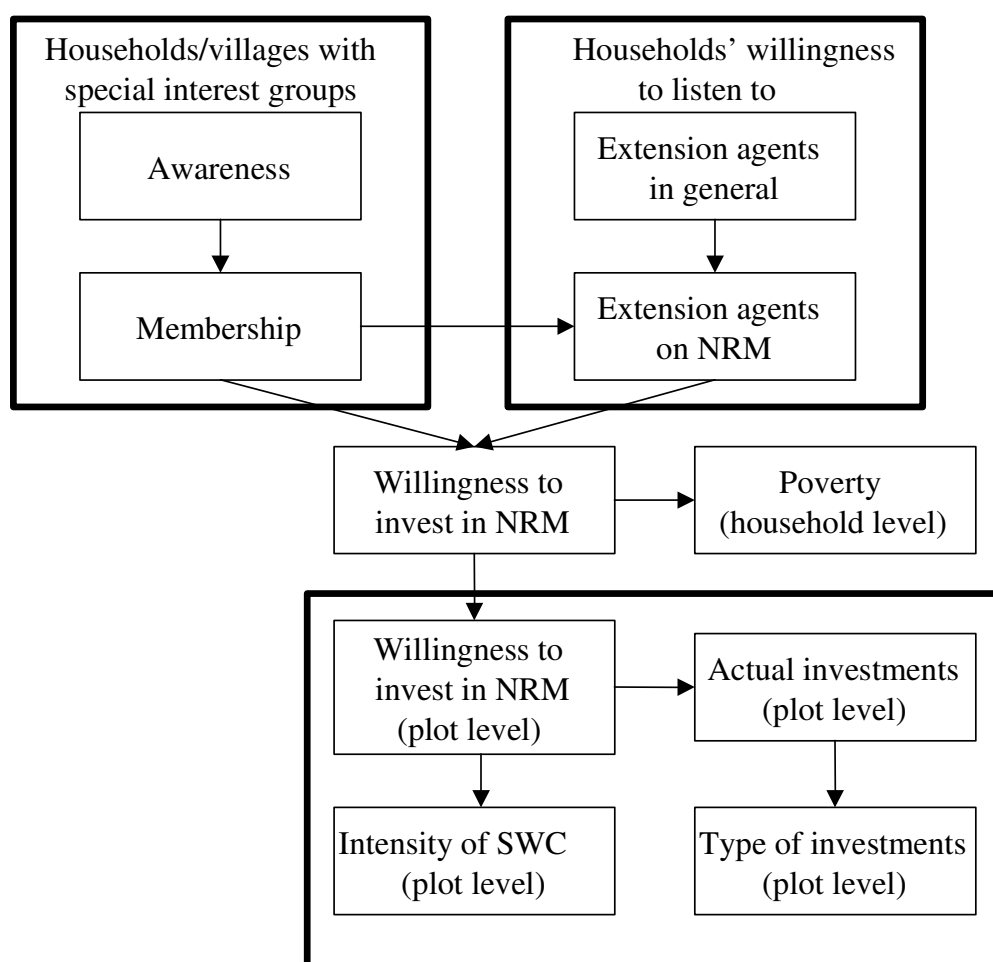 Households/villages with
special interest groups
Awareness
Membership
Households’ willingness
to listen to
Extension agents
in general
Extension agents
on NRM
Willingness to
invest in NRM
Poverty
(household level)
Willingness to
invest in NRM
(plot level)
Actual investments
(plot level)
Intensity of SWC
(plot level)
Type of investments
(plot level)